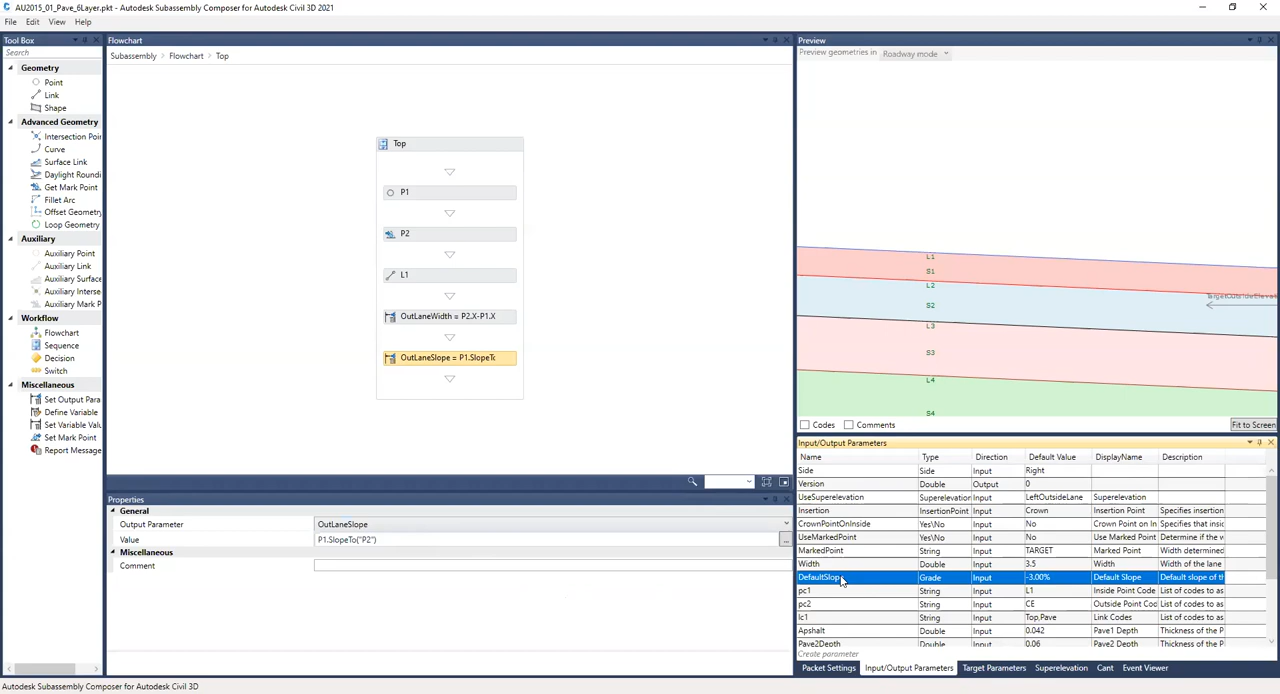 AU2015_01_Pave_6Layer.pkt - Autodesk Subassembly Composer for Autodesk Civil 3D 2021
File Edit View Help
Tool Box
Search
Geometry
Point
Link
Shape
Advanced Geometry
Intersection Poin
Curve
Surface Link
Daylight Roundi
Get Mark Point
Fillet Arc
Offset Geometry
Loop Geometry
Auxiliary
Auxiliary Point
Auxiliary Link
Auxiliary Surface
Auxiliary Interse
Auxiliary Mark P
Workflow
Flowchart
Sequence
Decision
Switch
Miscellaneous
Set Output Para
Define Variable
Set Variable Valu
Set Mark Point
Report Message
Flowchart
Subassembly > Flowchart > Top
Top
P1
P2
L1
OutLaneWidth = P2.X-P1.X
OutLaneSlope = P1.SlopeTo
Properties
General
Output Parameter OutLaneSlope
Value P1.SlopeTo("P2") ...
Miscellaneous
Comment
Preview
Preview geometries in Roadway mode
L1
S1
L2
S2
L3
S3
L4
S4
TargetOutsideElevat
Codes Comments Fit to Screen
Input/Output Parameters
Name Type Direction Default Value DisplayName Description
Side Side Input Right
Version Double Output 0
UseSuperelevation Superelevation Input LeftOutsideLane Superelevation
Insertion InsertionPoint Input Crown Insertion Point Specifies insertion
CrownPointOnInside Yes\No Input No Crown Point on In Specifies that insid
UseMarkedPoint Yes\No Input No Use Marked Point Determine if the w
MarkedPoint String Input TARGET Marked Point Width determined
Width Double Input 3.5 Width Width of the lane
DefaultSlop Grade Input -3.00% Default Slope Default slope of th
pc1 String Input L1 Inside Point Code List of codes to as
pc2 String Input CE Outside Point Cod List of codes to as
lc1 String Input Top,Pave Link Codes List of codes to as
Apshalt Double Input 0.042 Pave1 Depth Thickness of the P
Pave2Depth Double Input 0.06 Pave2 Depth Thickness of the P
Create parameter
Packet Settings Input/Output Parameters Target Parameters Superelevation Cant Event Viewer
Autodesk Subassembly Composer for Autodesk Civil 3D